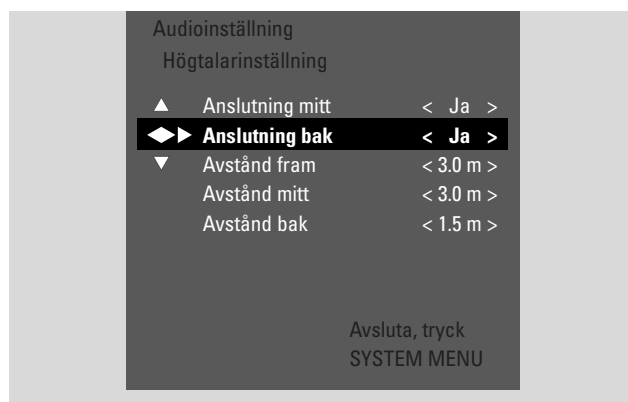 Audioinställning
Högtalarinställning
Anslutning mitt < Ja >
Anslutning bak < Ja >
Avstånd fram < 3.0 m >
Avstånd mitt < 3.0 m >
Avstånd bak < 1.5 m >
Avsluta, tryck
SYSTEM MENU